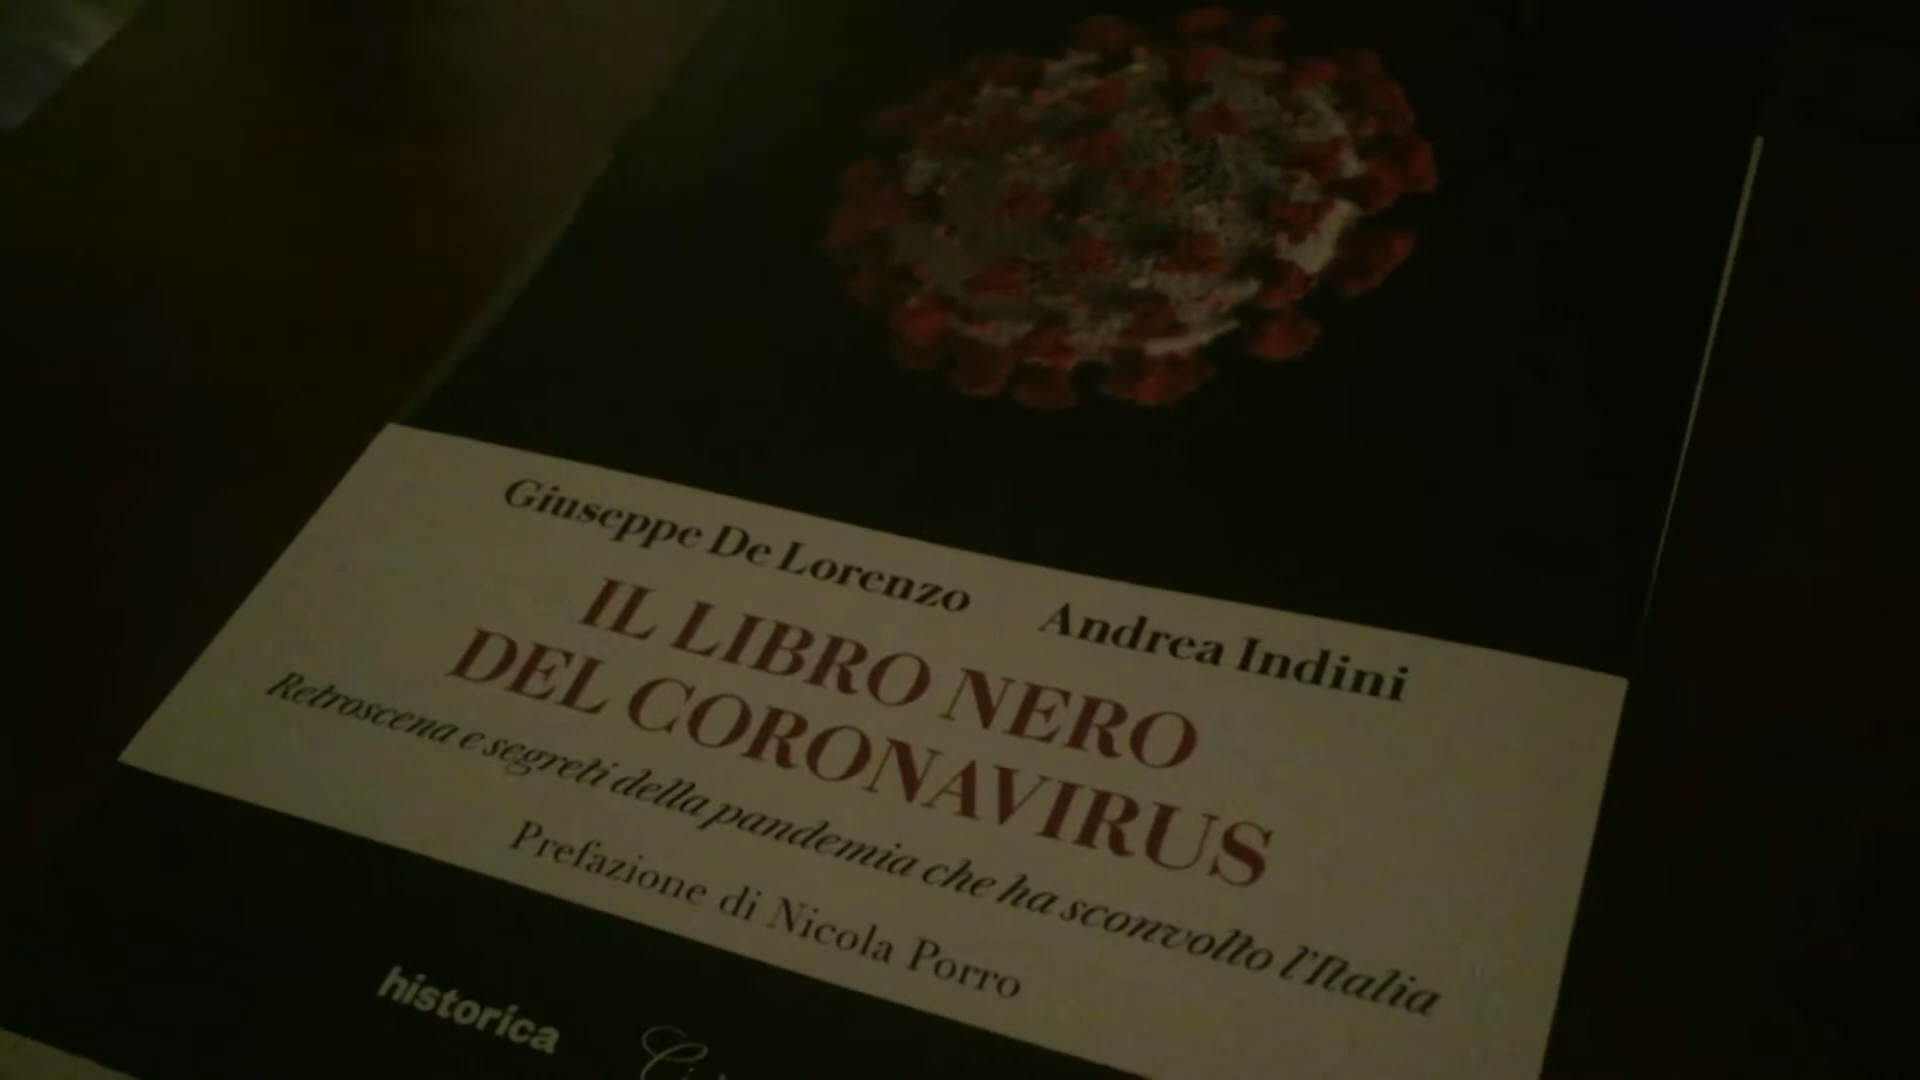 Giuseppe De Lorenzo Andrea Indini
IL LIBRO NERO
DEL CORONAVIRUS
Retroscena e segreti della pandemia che ha sconvolto l'Italia
Prefazione di Nicola Porro
historica